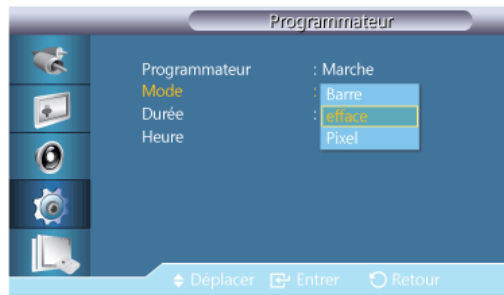 Programmateur
Programmateur : Marche
Mode : Barre
Durée : efface
Heure Pixel
Déplacer Entrer Retour